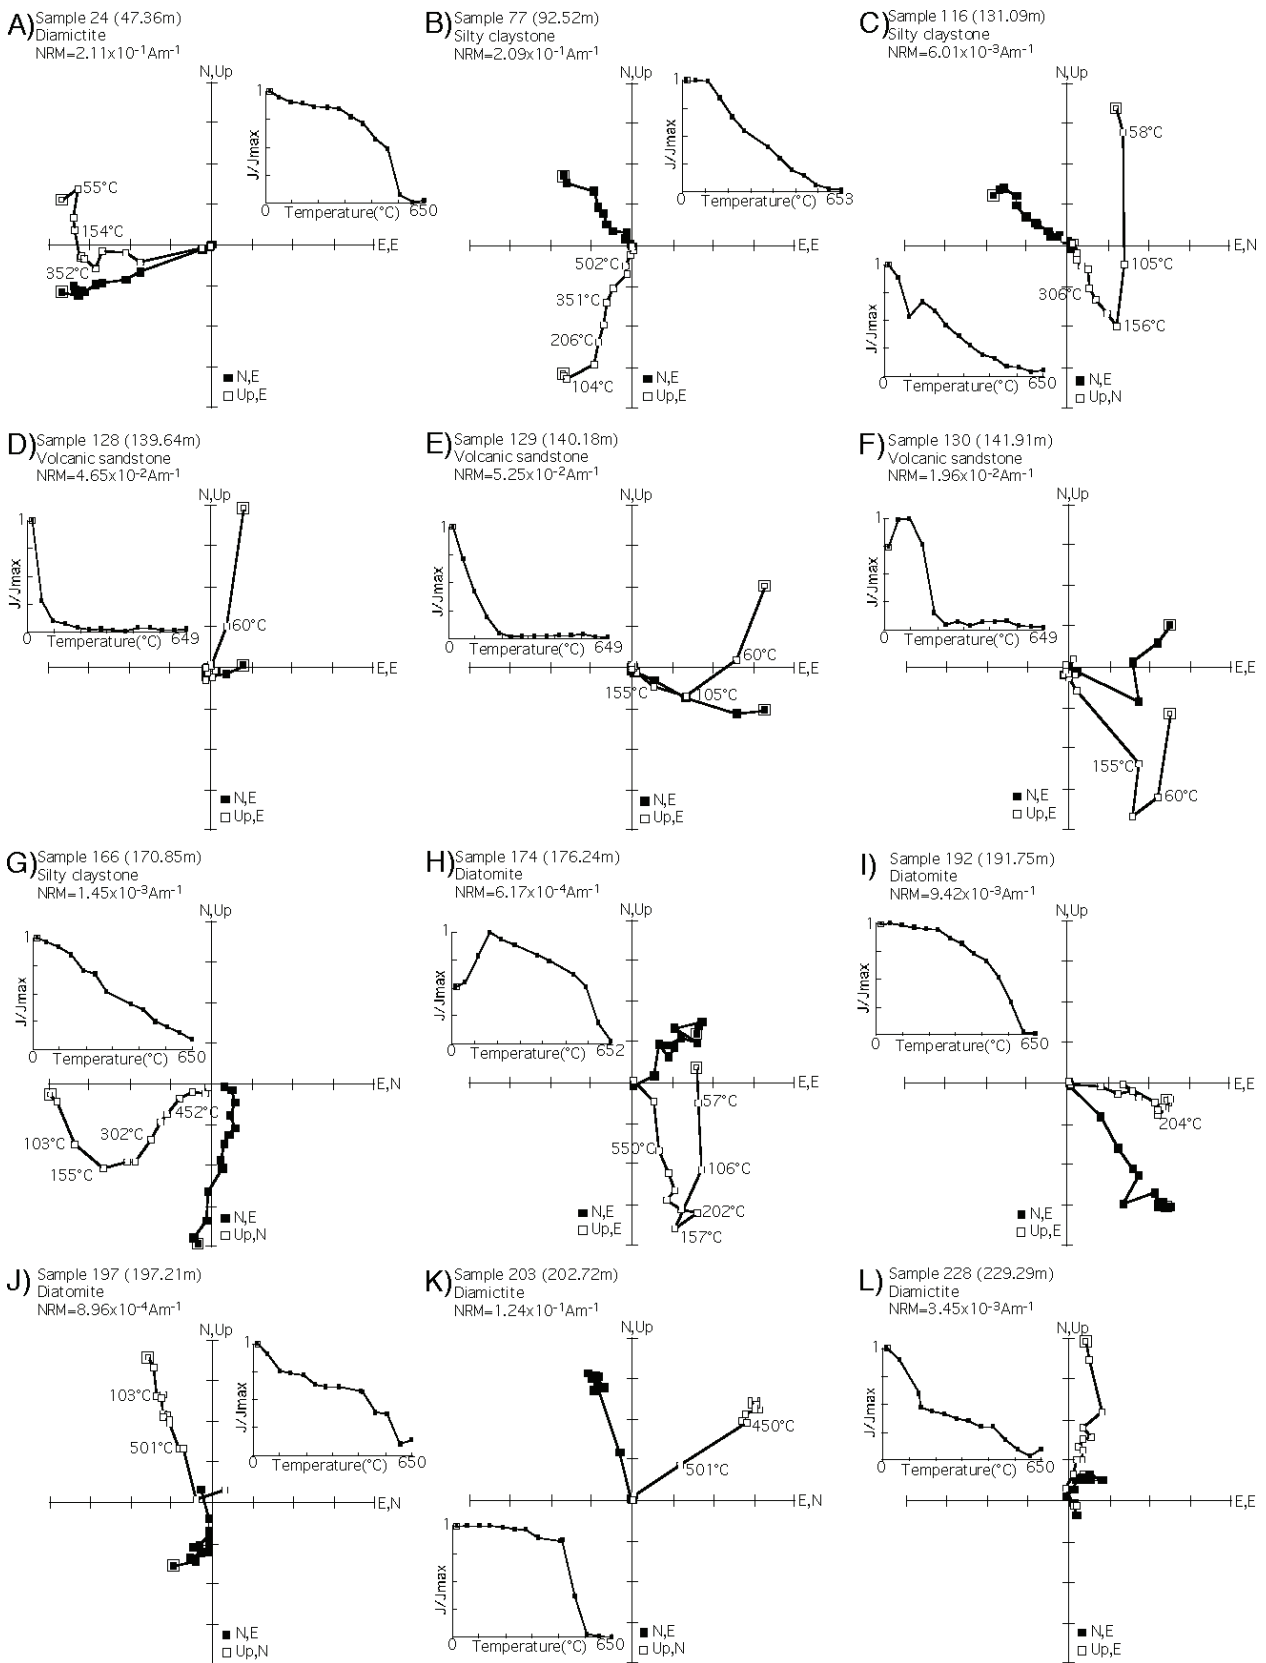 A) Sample 24 (47.36m)
Diamictite
NRM=2.11x10-1Am-1
N,Up
1
J/Jmax
0 Temperature(°C) 650
55°C
154°C
E,E
352°C
N,E
Up,E
B) Sample 77 (92.52m)
Silty claystone
NRM=2.09x10-1Am-1
N,Up
1
J/Jmax
0 Temperature(°C) 653
E,E
502°C
351°C
206°C
104°C
N,E
Up,E
C) Sample 116 (131.09m)
Silty claystone
NRM=6.01x10-3Am-1
N,Up
58°C
E,N
1
105°C
306°C
156°C
J/Jmax
0 Temperature(°C) 650
N,E
Up,N
D) Sample 128 (139.64m)
Volcanic sandstone
NRM=4.65x10-2Am-1
N,Up
1
J/Jmax
0 Temperature(°C) 649
60°C
E,E
N,E
Up,E
E) Sample 129 (140.18m)
Volcanic sandstone
NRM=5.25x10-2Am-1
N,Up
1
J/Jmax
0 Temperature(°C) 649
60°C
E,E
155°C
105°C
N,E
Up,E
F) Sample 130 (141.91m)
Volcanic sandstone
NRM=1.96x10-2Am-1
N,Up
1
J/Jmax
0 Temperature(°C) 649
E,E
155°C
60°C
N,E
Up,E
G) Sample 166 (170.85m)
Silty claystone
NRM=1.45x10-3Am-1
N,Up
1
J/Jmax
0 Temperature(°C) 650
E,N
452°C
302°C
103°C
155°C
N,E
Up,N
H) Sample 174 (176.24m)
Diatomite
NRM=6.17x10-4Am-1
N,Up
1
J/Jmax
0 Temperature(°C) 652
E,E
57°C
550°C
106°C
202°C
157°C
N,E
Up,E
I) Sample 192 (191.75m)
Diatomite
NRM=9.42x10-3Am-1
N,Up
1
J/Jmax
0 Temperature(°C) 650
E,E
204°C
N,E
Up,E
J) Sample 197 (197.21m)
Diatomite
NRM=8.96x10-4Am-1
N,Up
1
J/Jmax
0 Temperature(°C) 650
103°C
501°C
E,N
N,E
Up,N
K) Sample 203 (202.72m)
Diamictite
NRM=1.24x10-1Am-1
N,Up
450°C
501°C
E,N
1
J/Jmax
0 Temperature(°C) 650
N,E
Up,N
L) Sample 228 (229.29m)
Diamictite
NRM=3.45x10-3Am-1
N,Up
1
J/Jmax
0 Temperature(°C) 650
E,E
N,E
Up,E